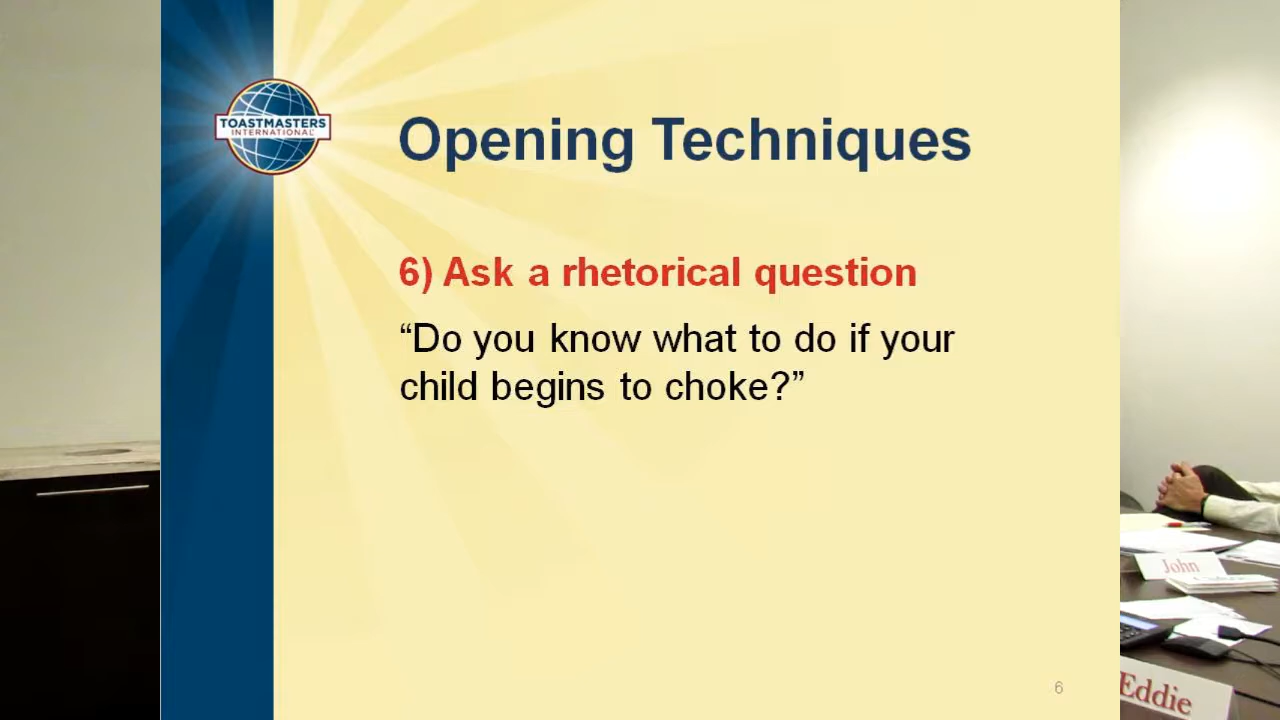 TOASTMASTERS
INTERNATIONAL
Opening Techniques
6) Ask a rhetorical question
“Do you know what to do if your
child begins to choke?”
6
John
Eddie